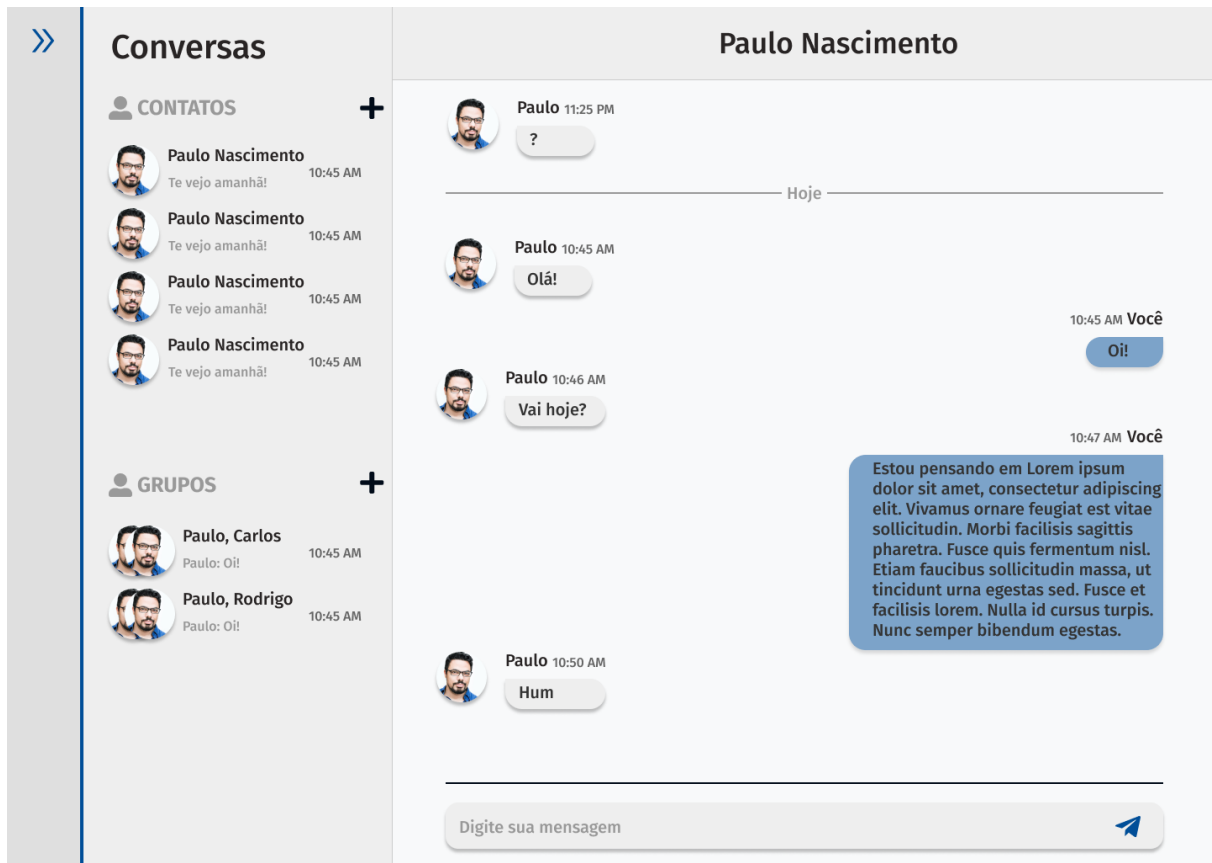 Conversas
CONTATOS
Paulo Nascimento
Te vejo amanhã!
10:45 AM
Paulo Nascimento
Te vejo amanhã!
10:45 AM
Paulo Nascimento
Te vejo amanhã!
10:45 AM
Paulo Nascimento
Te vejo amanhã!
10:45 AM
GRUPOS
Paulo, Carlos
Paulo: Oi!
10:45 AM
Paulo, Rodrigo
Paulo: Oi!
10:45 AM
Paulo Nascimento
Paulo 11:25 PM
?
Hoje
Paulo 10:45 AM
Olá!
10:45 AM Você
Oi!
Paulo 10:46 AM
Vai hoje?
10:47 AM Você
Estou pensando em Lorem ipsum
dolor sit amet, consectetur adipiscing
elit. Vivamus ornare feugiat est vitae
sollicitudin. Morbi facilisis sagittis
pharetra. Fusce quis fermentum nisl.
Etiam faucibus sollicitudin massa, ut
tincidunt urna egestas sed. Fusce et
facilisis lorem. Nulla id cursus turpis.
Nunc semper bibendum egestas.
Paulo 10:50 AM
Hum
Digite sua mensagem